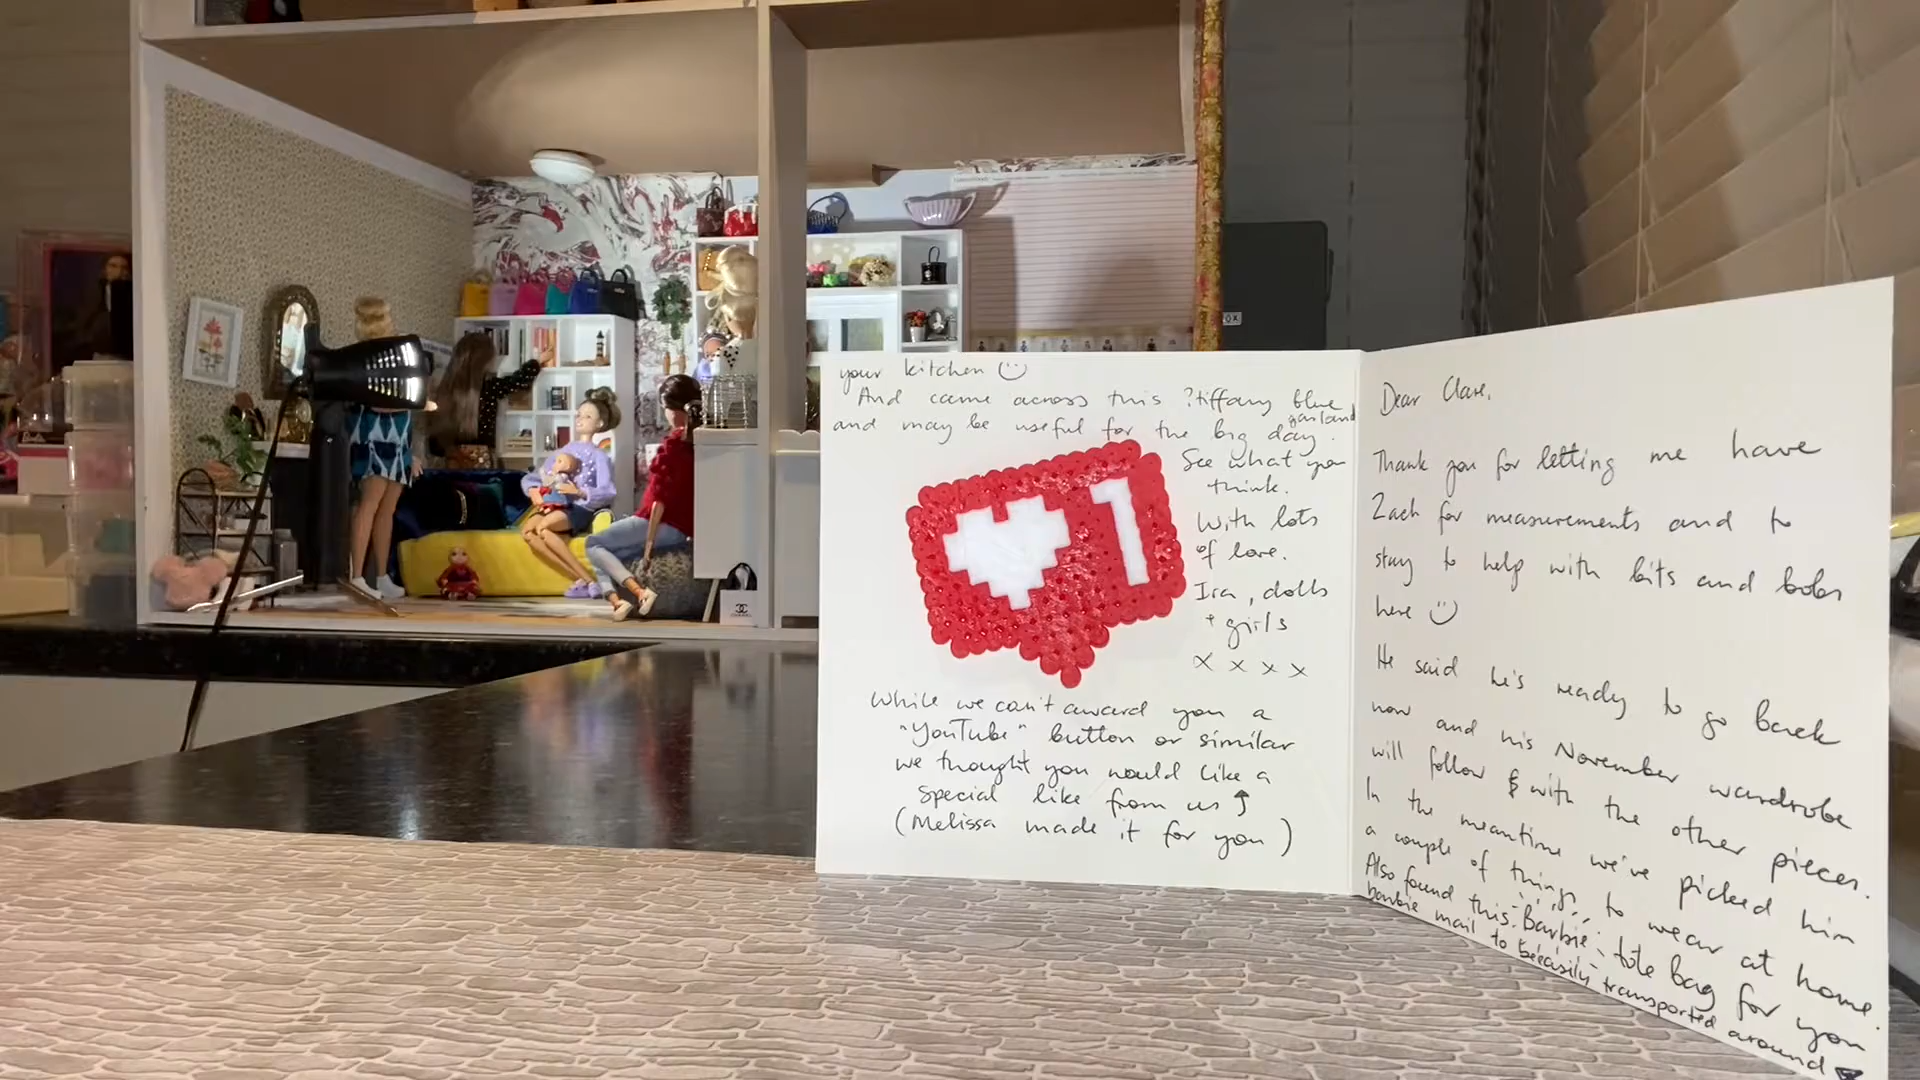 Dear Clare,
Thank you for letting me have
Zach for measurements and to
stay to help with bits and bobs
here
He said he's ready to go back
now and his November wardrobe
will follow & with the other pieces.
In the meantime we've picked him
a couple of things to wear at home.
Also found this Barbie tote bag for you
barbie mail to be easily transported around
your kitchen
And came across this ?tiffany blue
garland
and may be useful for the big day.
See what you
think.
With lots
of love.
Ira, dolls
+ girls
x x x x
1
While we can't award you a
"YouTube" button or similar
we thought you would like a
special like from us ↑
(Melissa made it for you)